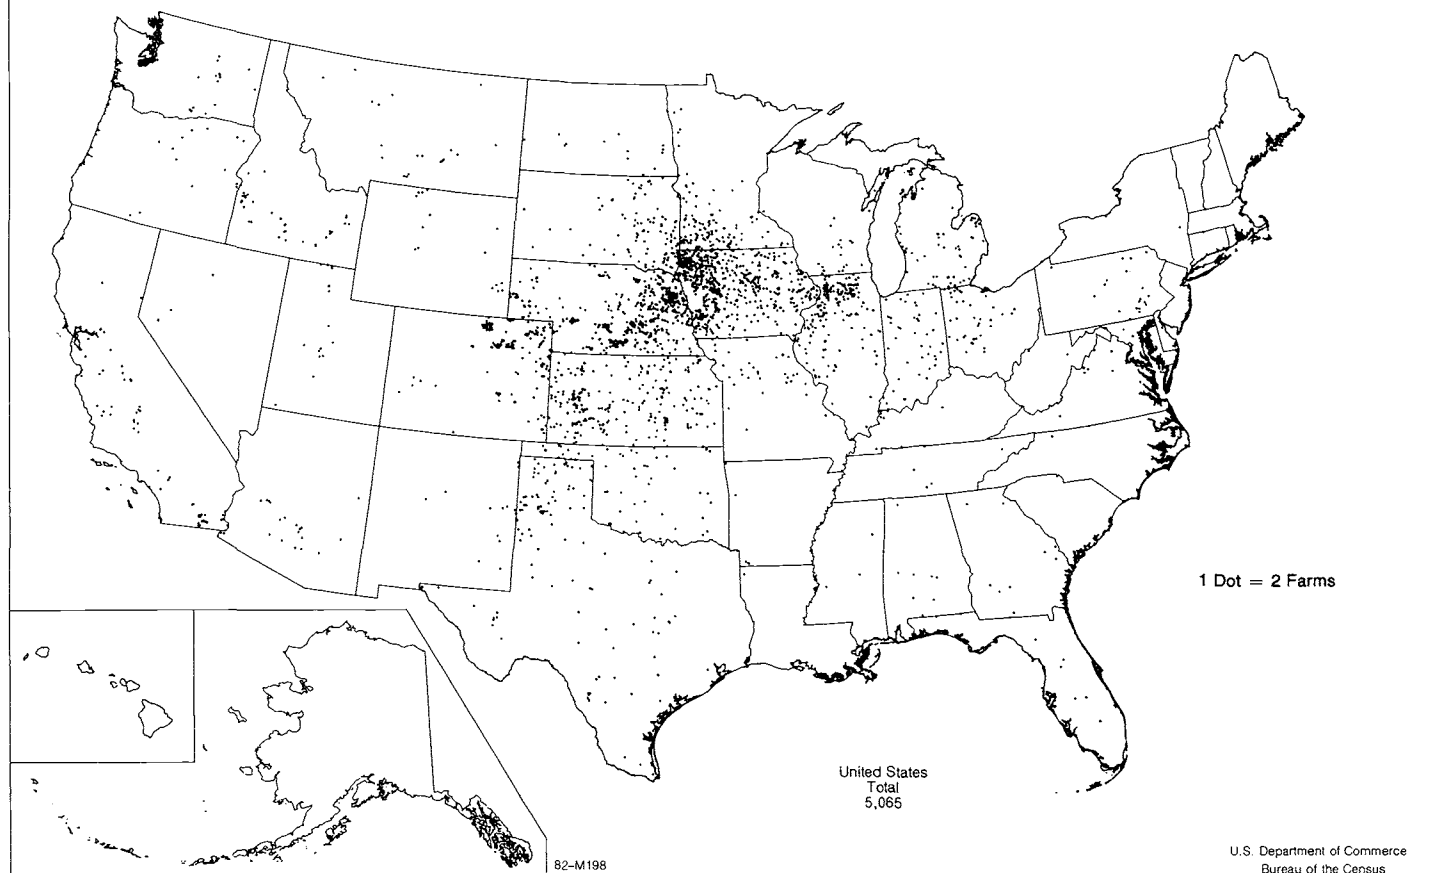 1 Dot = 2 Farms
United States
Total
5,065
82-M198
U.S. Department of Commerce
Bureau of the Census